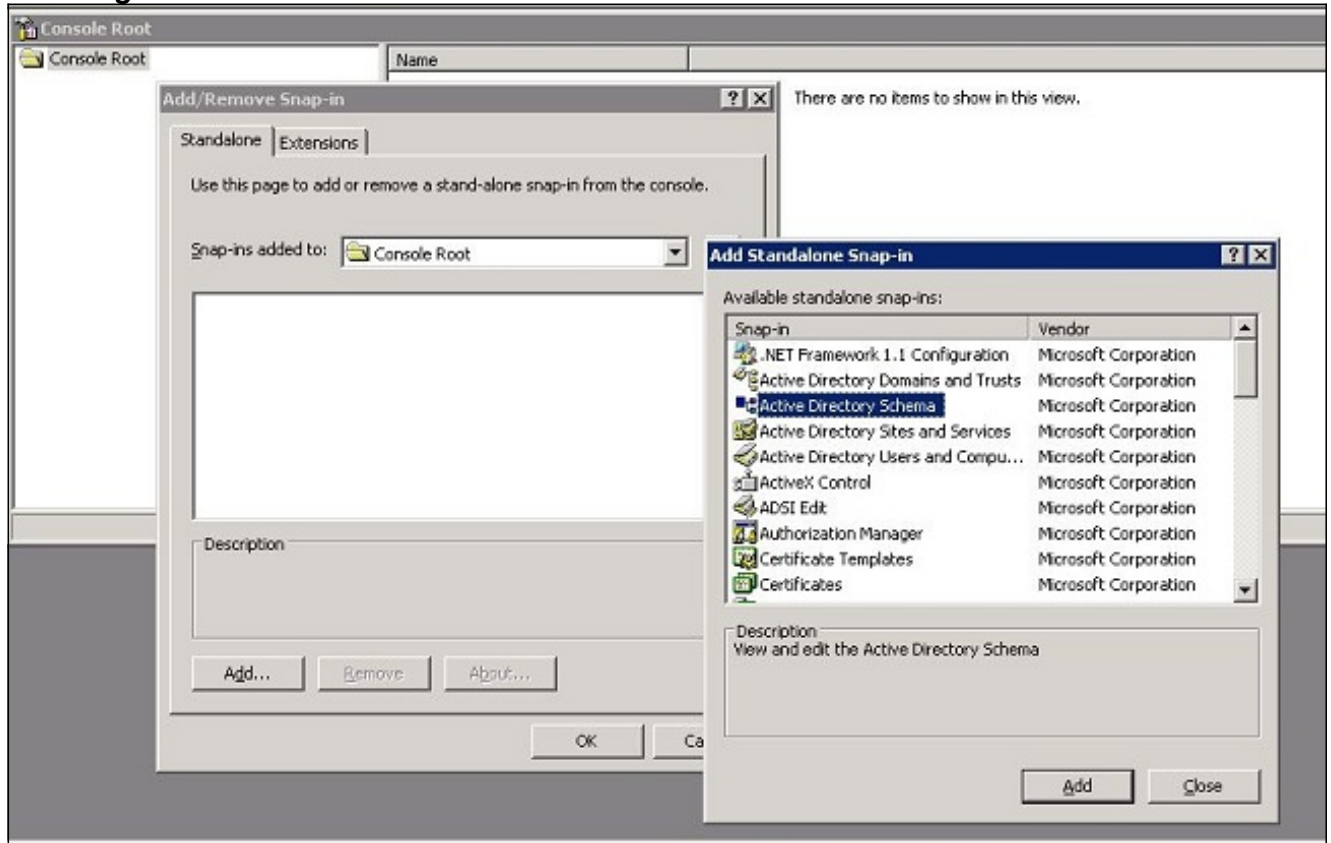 Console Root
Console Root
Name
There are no items to show in this view.
Add/Remove Snap-in
Standalone
Extensions
Use this page to add or remove a stand-alone snap-in from the console.
Snap-ins added to:
Console Root
Description
Add...
Remove
About...
OK
Ca
Add Standalone Snap-in
Available standalone snap-ins:
Snap-in Vendor
.NET Framework 1.1 Configuration Microsoft Corporation
Active Directory Domains and Trusts Microsoft Corporation
Active Directory Schema Microsoft Corporation
Active Directory Sites and Services Microsoft Corporation
Active Directory Users and Compu... Microsoft Corporation
ActiveX Control Microsoft Corporation
ADSI Edit Microsoft Corporation
Authorization Manager Microsoft Corporation
Certificate Templates Microsoft Corporation
Certificates Microsoft Corporation
Description
View and edit the Active Directory Schema
Add
Close